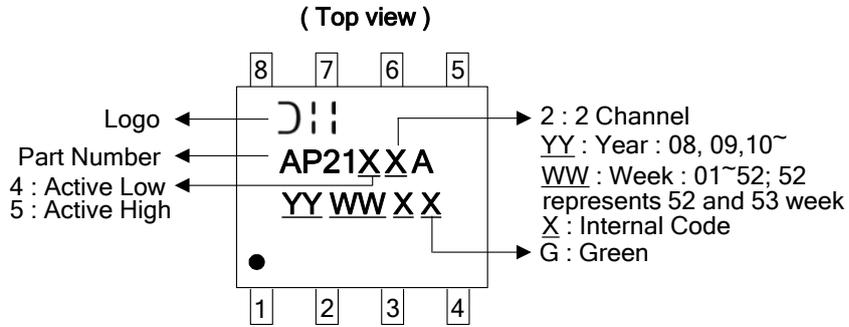 ( Top view )
8 7 6 5
Logo
DII
2 : 2 Channel
Part Number
AP21XXA
YY : Year : 08, 09,10~
4 : Active Low
WW : Week : 01~52; 52
5 : Active High
YY WW X X
represents 52 and 53 week
X : Internal Code
G : Green
1 2 3 4